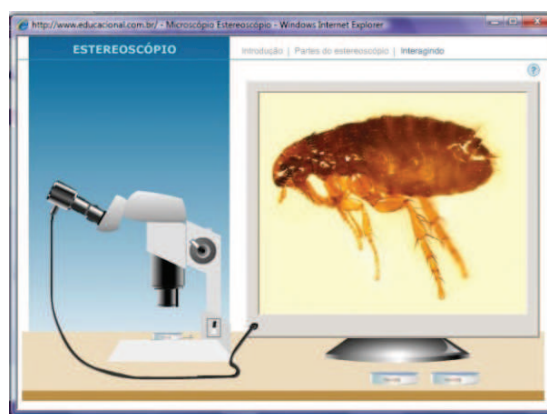 http://www.educacional.com.br/ - Microscópio Estereoscópio - Windows Internet Explorer
ESTEREOSCÓPIO
Introdução | Partes do estereoscópio | Interagindo
?